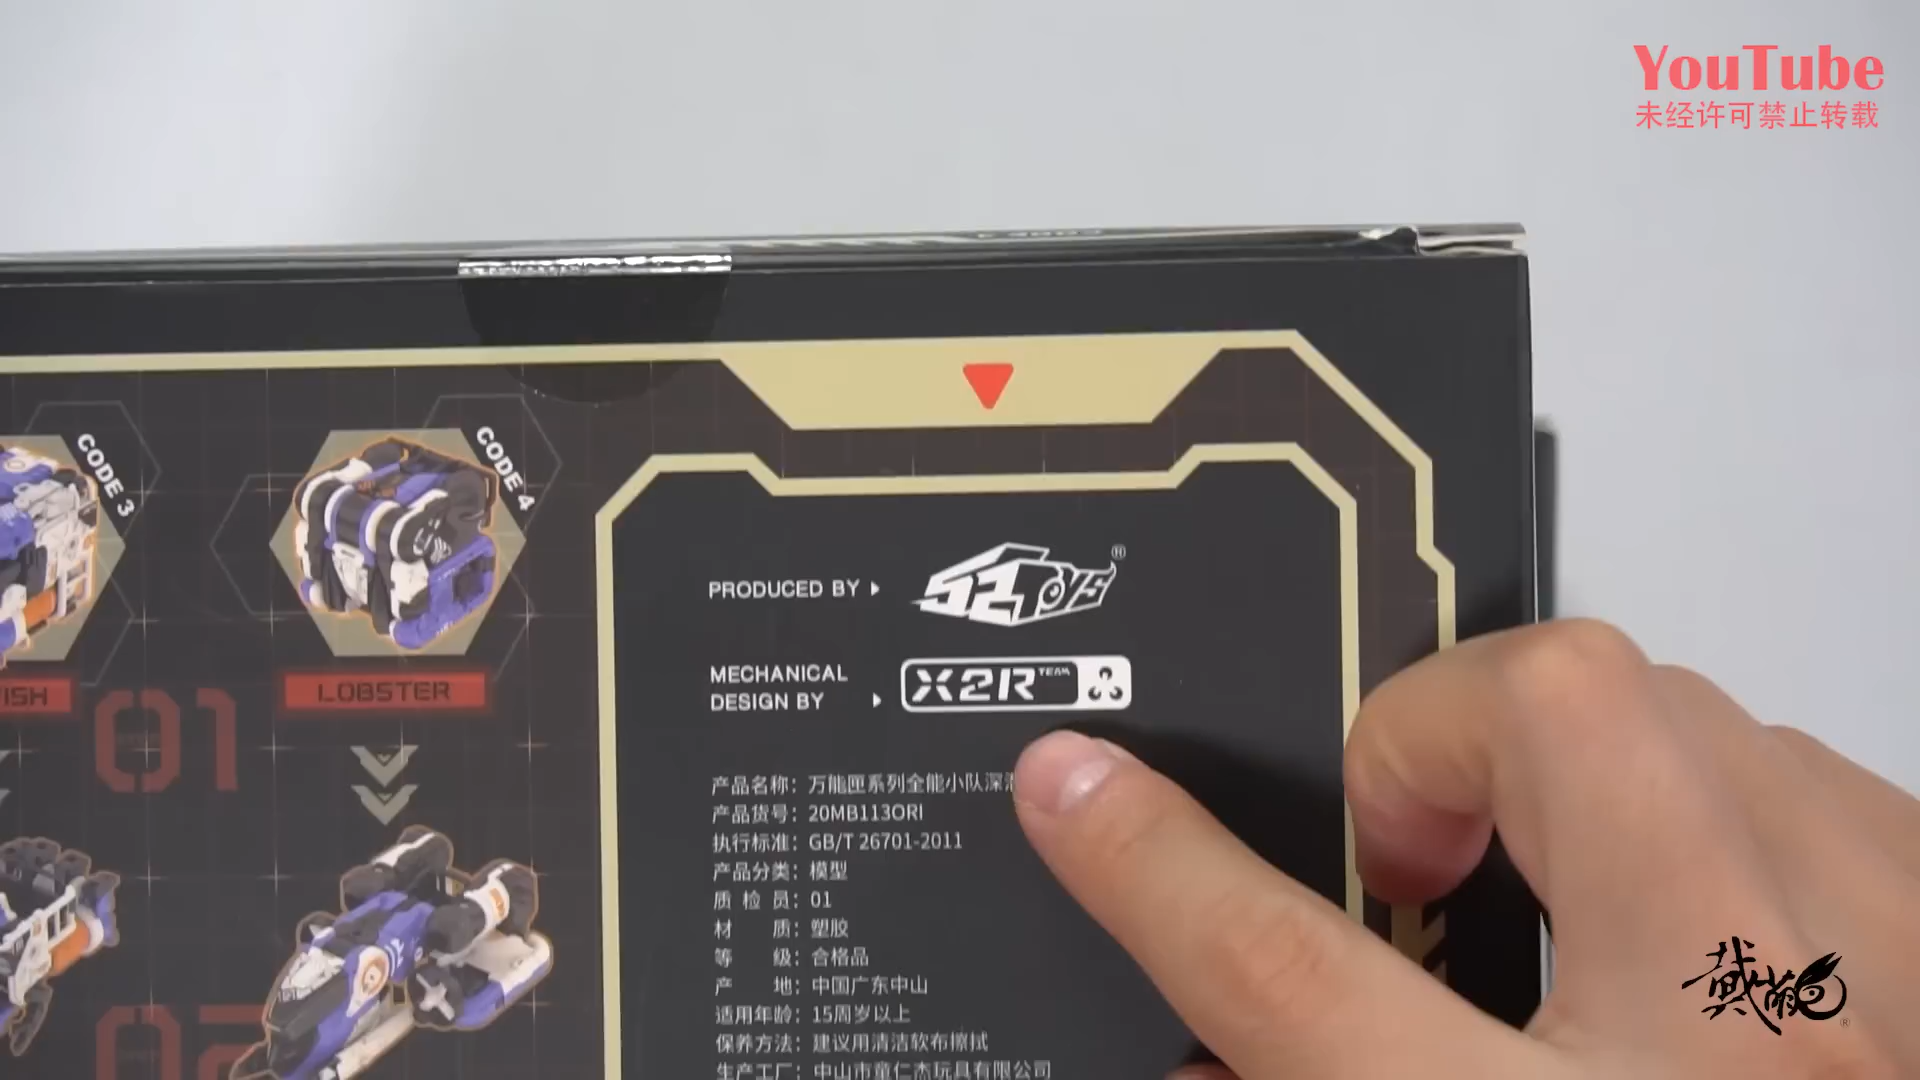 YouTube
未经许可禁止转载
CODE 3
CODE 4
LOBSTER
01
PRODUCED BY
52TOYS®
MECHANICAL
DESIGN BY
X2R TEAM
产品名称：万能匣系列全能小队深
产品货号：20MB113ORI
执行标准：GB/T 26701-2011
产品分类：模型
质检员：01
材质：塑胶
等级：合格品
产地：中国广东中山
适用年龄：15周岁以上
保养方法：建议用清洁软布擦拭
生产工厂：中山市童仁杰玩具有限公司
02